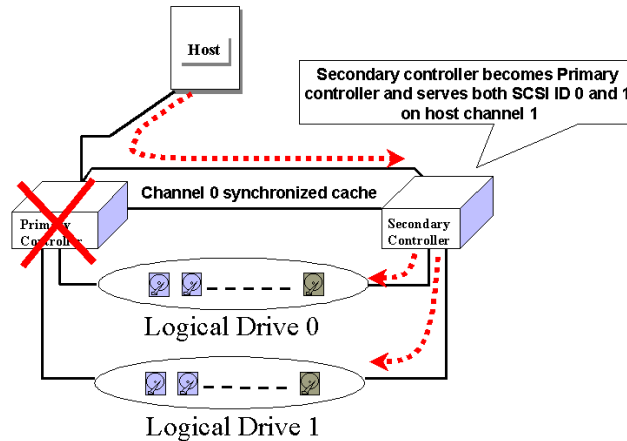 Host
Secondary controller becomes Primary
controller and serves both SCSI ID 0 and 1
on host channel 1
Channel 0 synchronized cache
Primary
Controller
Secondary
Controller
Logical Drive 0
Logical Drive 1